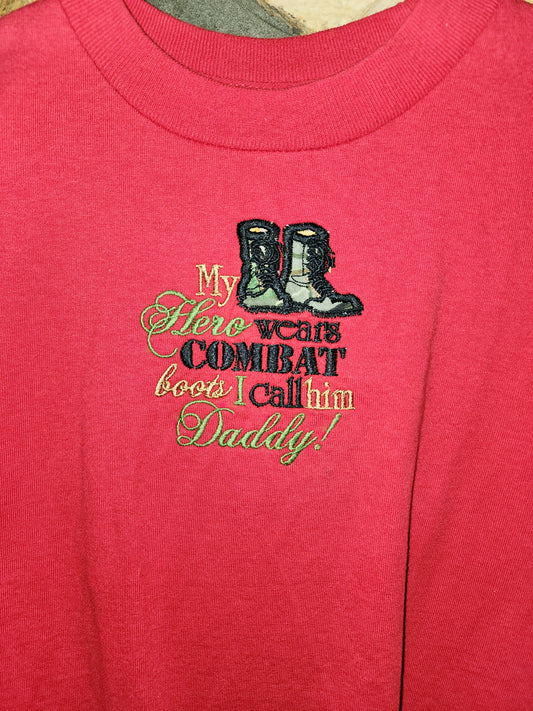 My
Hero wears
COMBAT
boots I call him
Daddy!